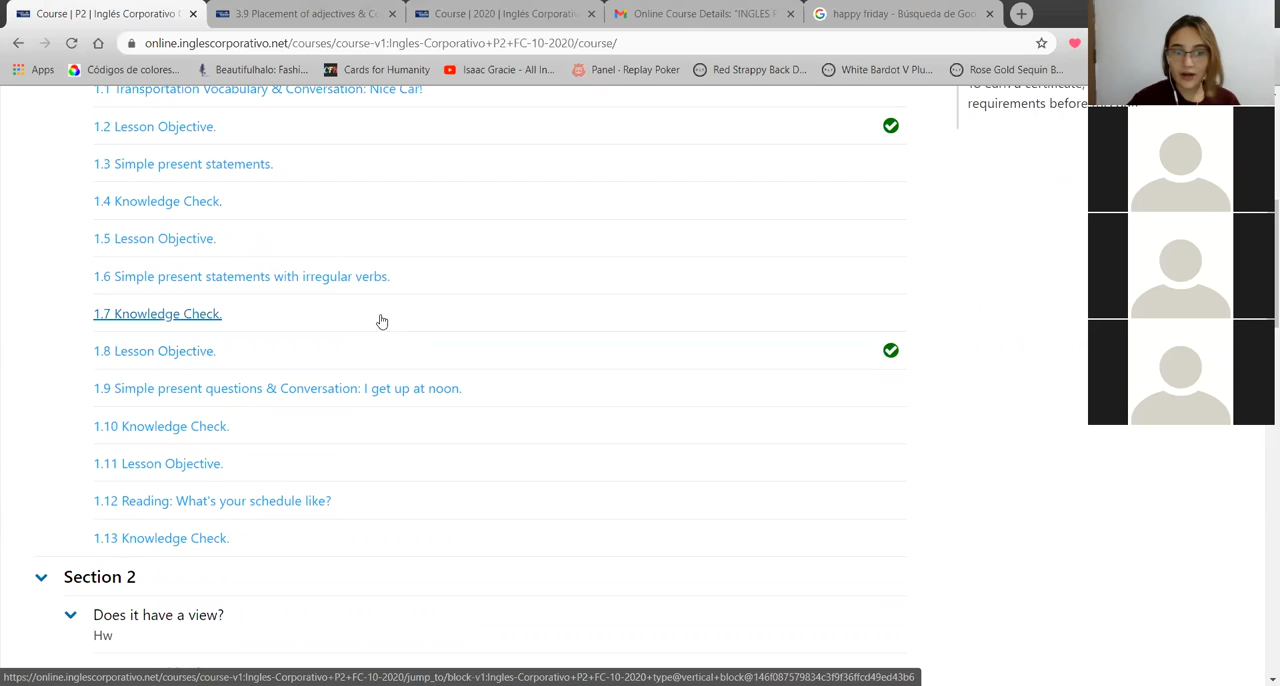 Course | P2 | Inglés Corporativo
3.9 Placement of adjectives & Co
Course | 2020 | Inglés Corporativ
Online Course Details: "INGLES P
happy friday - Búsqueda de Goo
online.inglescorporativo.net/courses/course-v1:Ingles-Corporativo+P2+FC-10-2020/course/
Apps
Códigos de colores...
Beautifulhalo: Fashi...
Cards for Humanity
Isaac Gracie - All In...
Panel · Replay Poker
Red Strappy Back D...
White Bardot V Plu...
Rose Gold Sequin B...
1.1 Transportation Vocabulary & Conversation: Nice Car!
To earn a certificate,
requirements before
1.2 Lesson Objective.
1.3 Simple present statements.
1.4 Knowledge Check.
1.5 Lesson Objective.
1.6 Simple present statements with irregular verbs.
1.7 Knowledge Check.
1.8 Lesson Objective.
1.9 Simple present questions & Conversation: I get up at noon.
1.10 Knowledge Check.
1.11 Lesson Objective.
1.12 Reading: What's your schedule like?
1.13 Knowledge Check.
Section 2
Does it have a view?
Hw
https://online.inglescorporativo.net/courses/course-v1:Ingles-Corporativo+P2+FC-10-2020/jump_to/block-v1:Ingles-Corporativo+P2+FC-10-2020+type@vertical+block@146f087579834c3f9f36ffcd49ed43b6